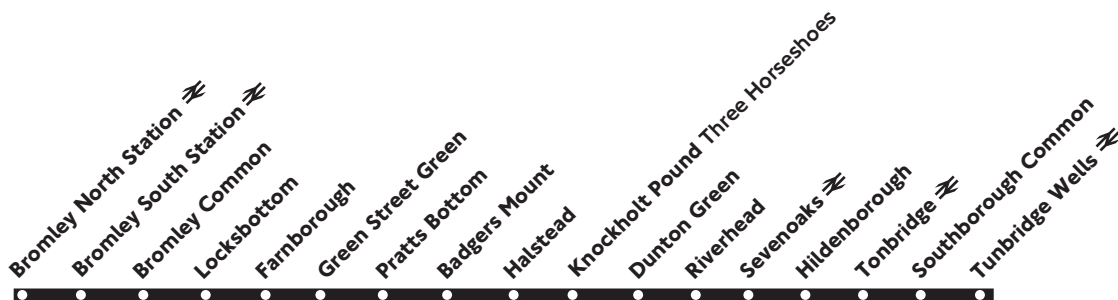 Bromley North Station
Bromley South Station
Bromley Common
Locksbottom
Farnborough
Green Street Green
Pratts Bottom
Badgers Mount
Halstead
Knockholt Pound Three Horseshoes
Dunton Green
Riverhead
Sevenoaks
Hildenborough
Tonbridge
Southborough Common
Tunbridge Wells